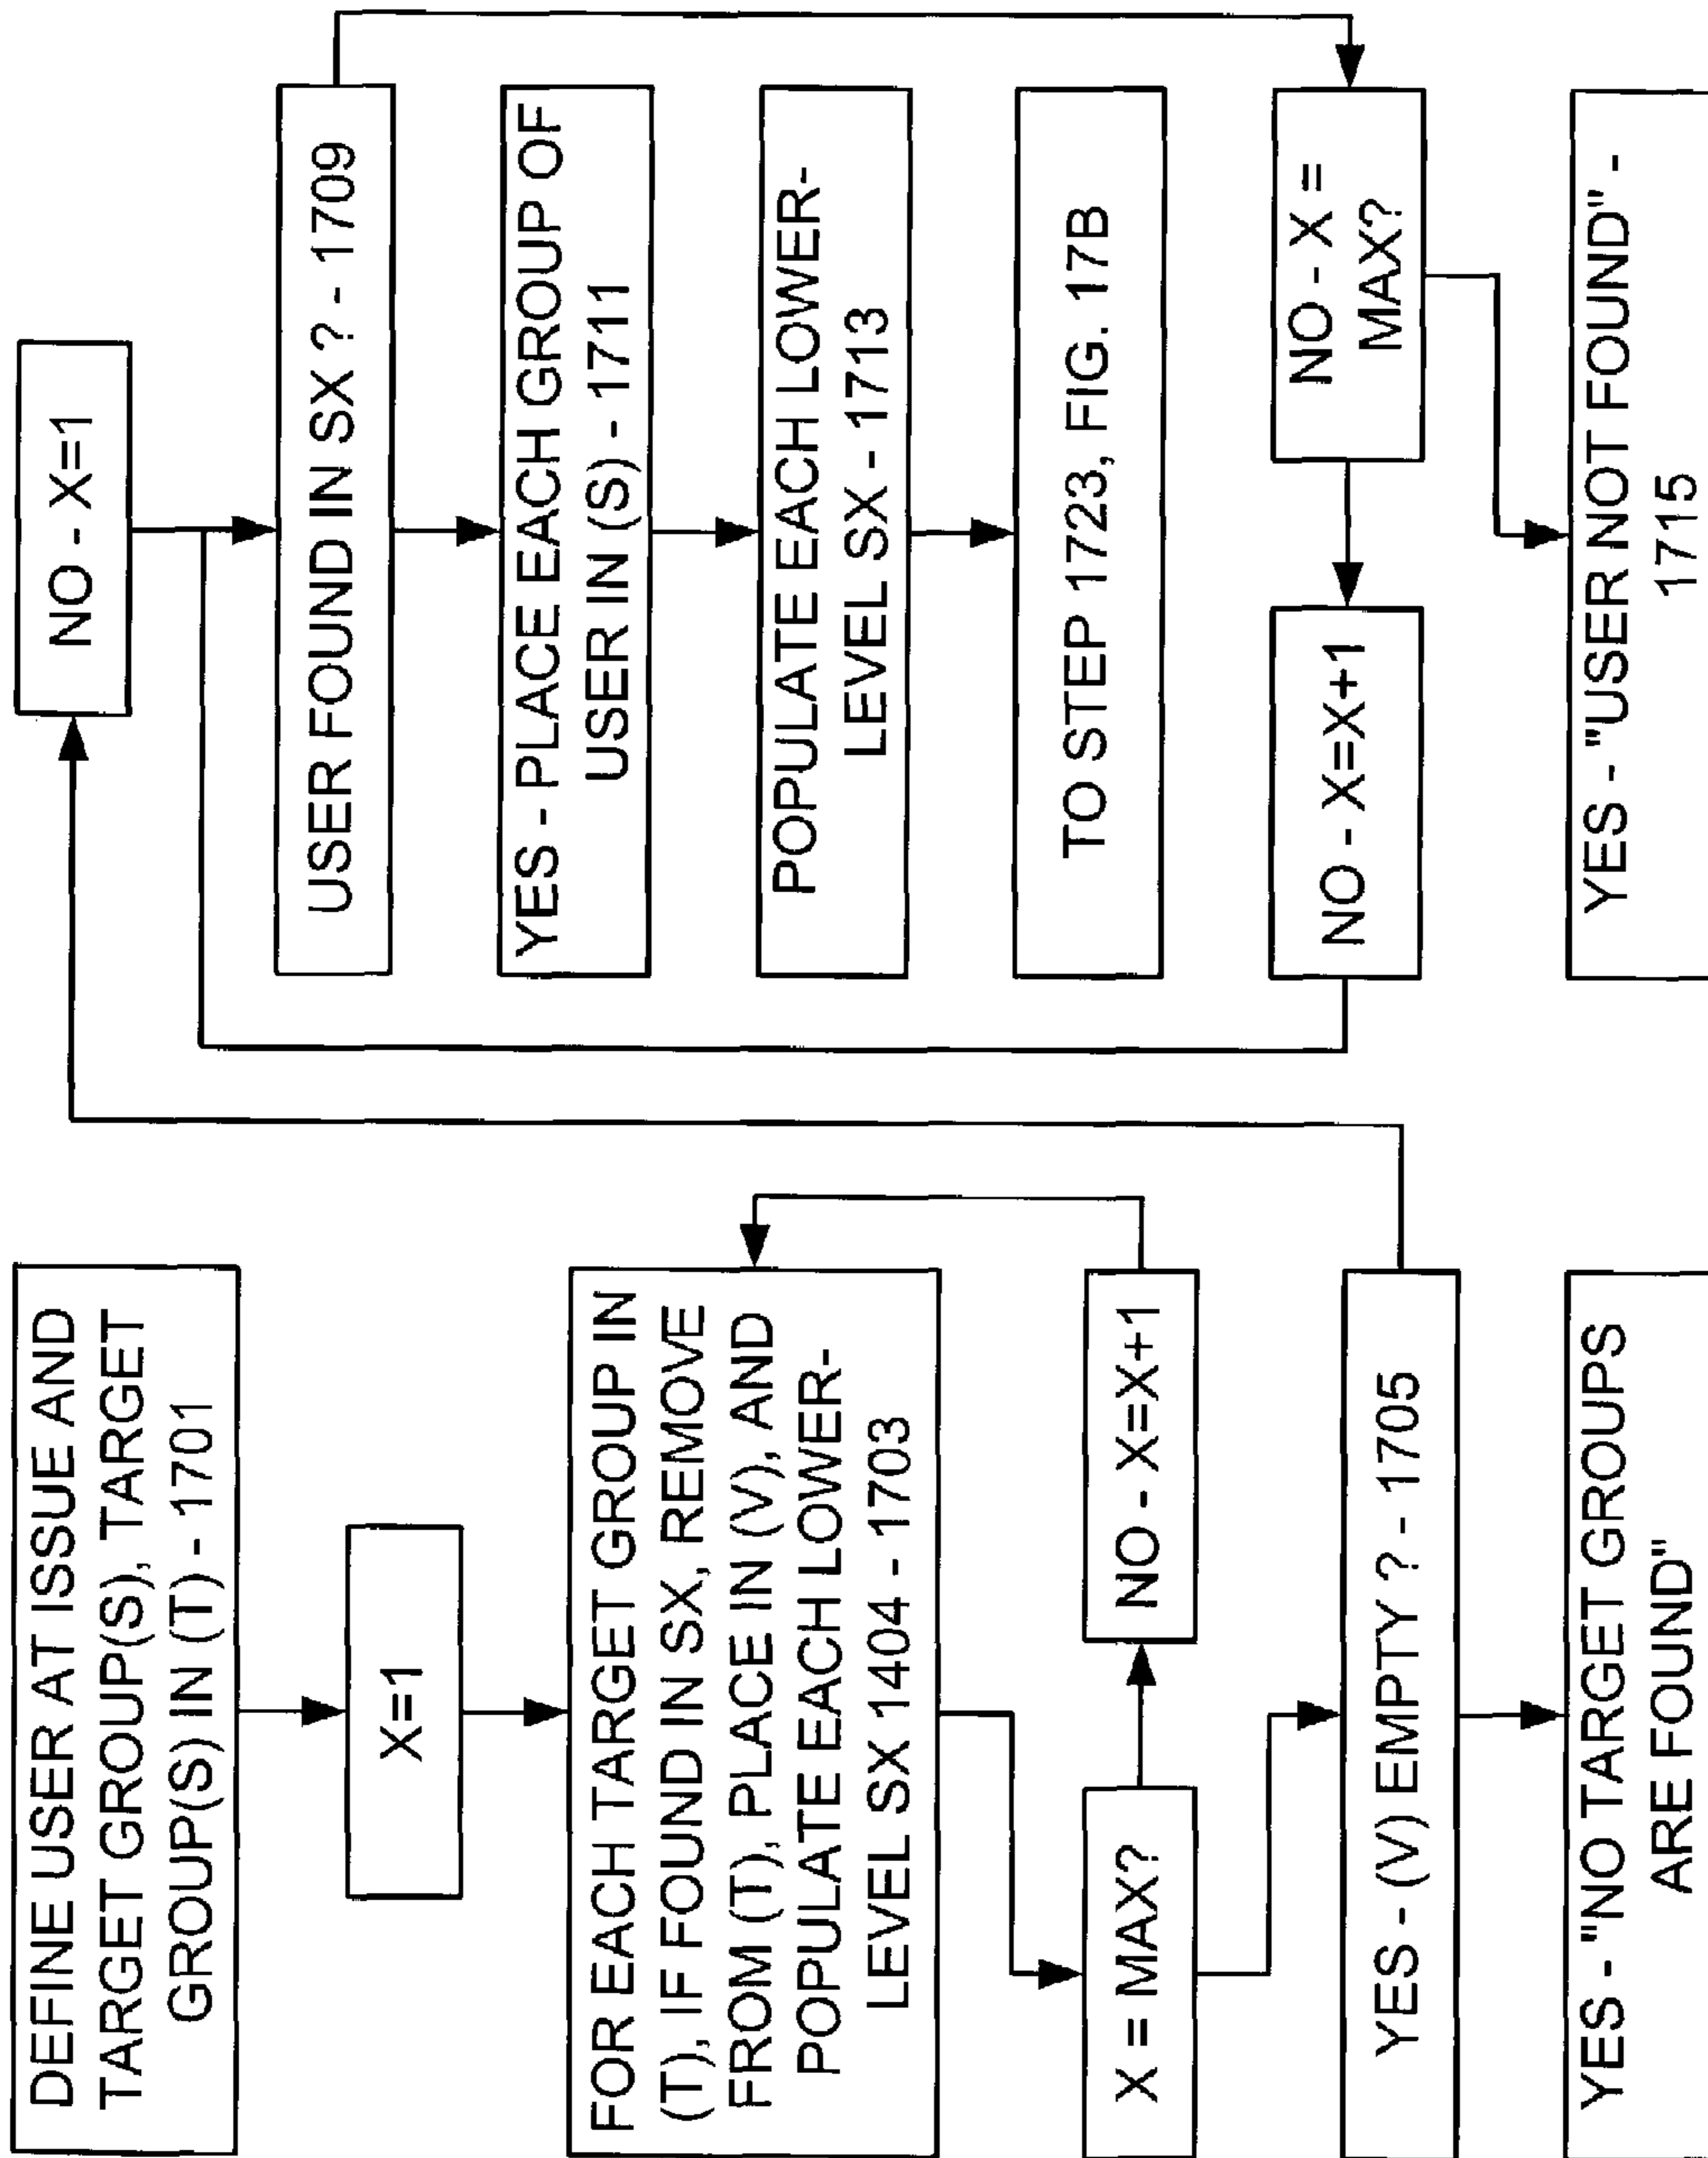 DEFINE USER AT ISSUE AND
TARGET GROUP(S), TARGET
GROUP(S) IN (T) - 1701
X=1
FOR EACH TARGET GROUP IN
(T), IF FOUND IN SX, REMOVE
FROM (T), PLACE IN (V), AND
POPULATE EACH LOWER-
LEVEL SX 1404 - 1703
X = MAX?
NO - X=X+1
YES - (V) EMPTY ? - 1705
YES - "NO TARGET GROUPS
ARE FOUND"
NO - X=1
USER FOUND IN SX ? - 1709
YES - PLACE EACH GROUP OF
USER IN (S) - 1711
POPULATE EACH LOWER-
LEVEL SX - 1713
TO STEP 1723, FIG. 17B
NO - X=X+1
NO - X =
MAX?
YES - "USER NOT FOUND" -
1715